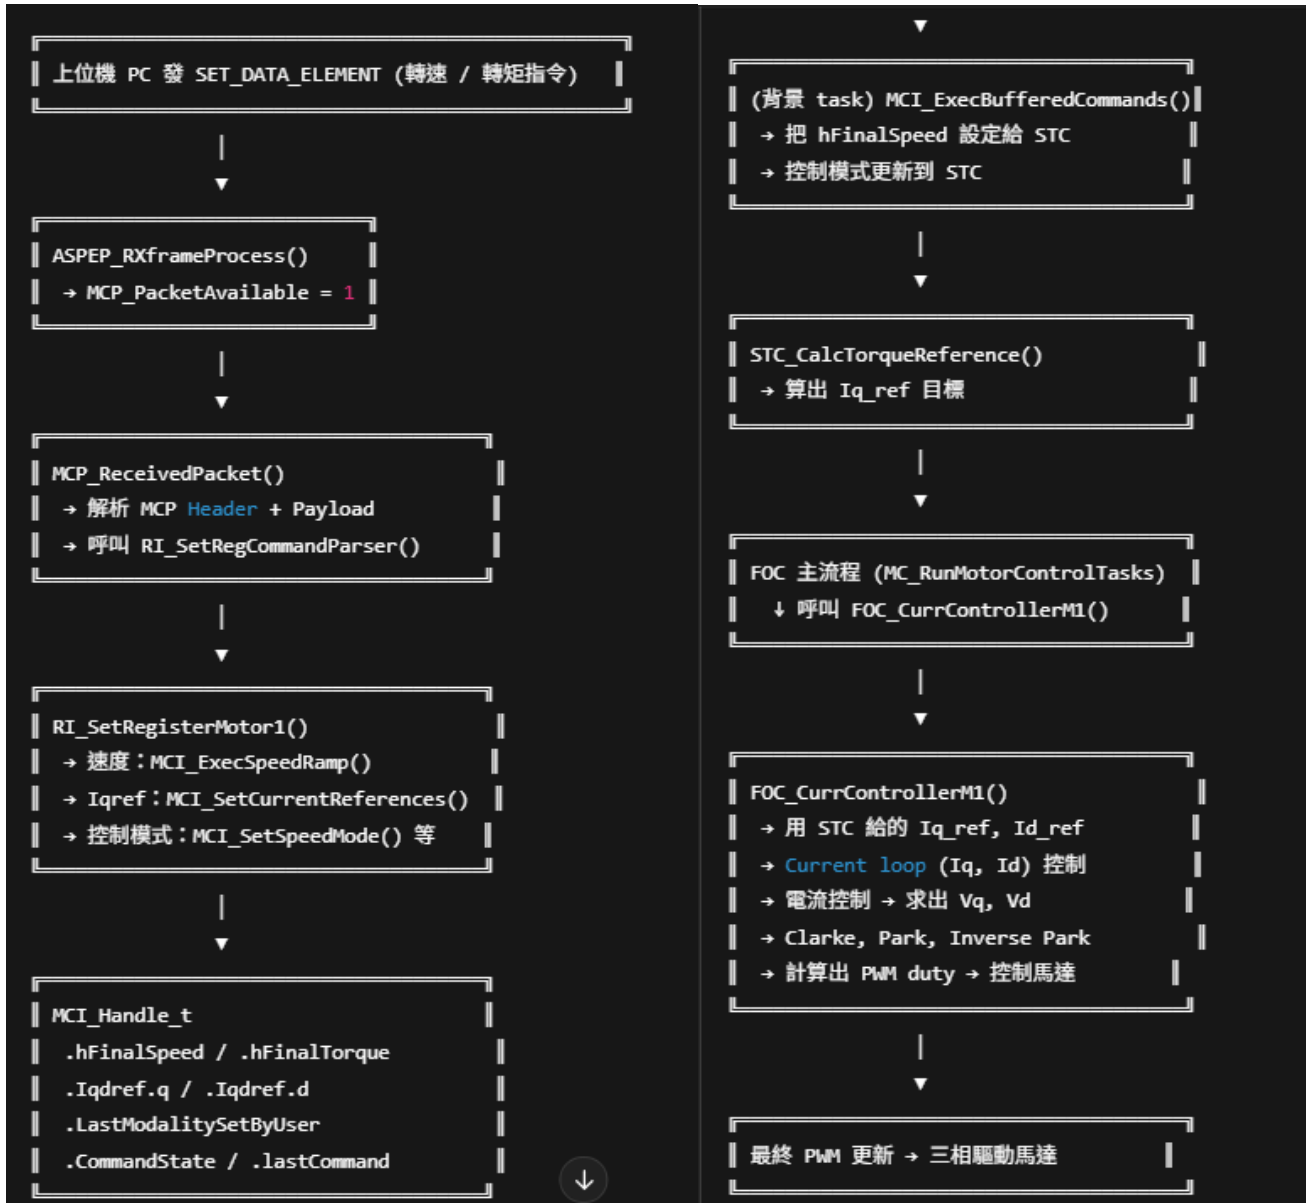 上位機 PC 發 SET_DATA_ELEMENT (轉速 / 轉矩指令)
ASPEP_RXframeProcess()
→ MCP_PacketAvailable = 1
MCP_ReceivedPacket()
→ 解析 MCP Header + Payload
→ 呼叫 RI_SetRegCommandParser()
RI_SetRegisterMotor1()
→ 速度：MCI_ExecSpeedRamp()
→ Iqref：MCI_SetCurrentReferences()
→ 控制模式：MCI_SetSpeedMode() 等
MCI_Handle_t
.hFinalSpeed / .hFinalTorque
.Iqdref.q / .Iqdref.d
.LastModalitySetByUser
.CommandState / .lastCommand
(背景 task) MCI_ExecBufferedCommands()
→ 把 hFinalSpeed 設定給 STC
→ 控制模式更新到 STC
STC_CalcTorqueReference()
→ 算出 Iq_ref 目標
FOC 主流程 (MC_RunMotorControlTasks)
↓ 呼叫 FOC_CurrControllerM1()
FOC_CurrControllerM1()
→ 用 STC 給的 Iq_ref, Id_ref
→ Current loop (Iq, Id) 控制
→ 電流控制 → 求出 Vq, Vd
→ Clarke, Park, Inverse Park
→ 計算出 PWM duty → 控制馬達
最終 PWM 更新 → 三相驅動馬達